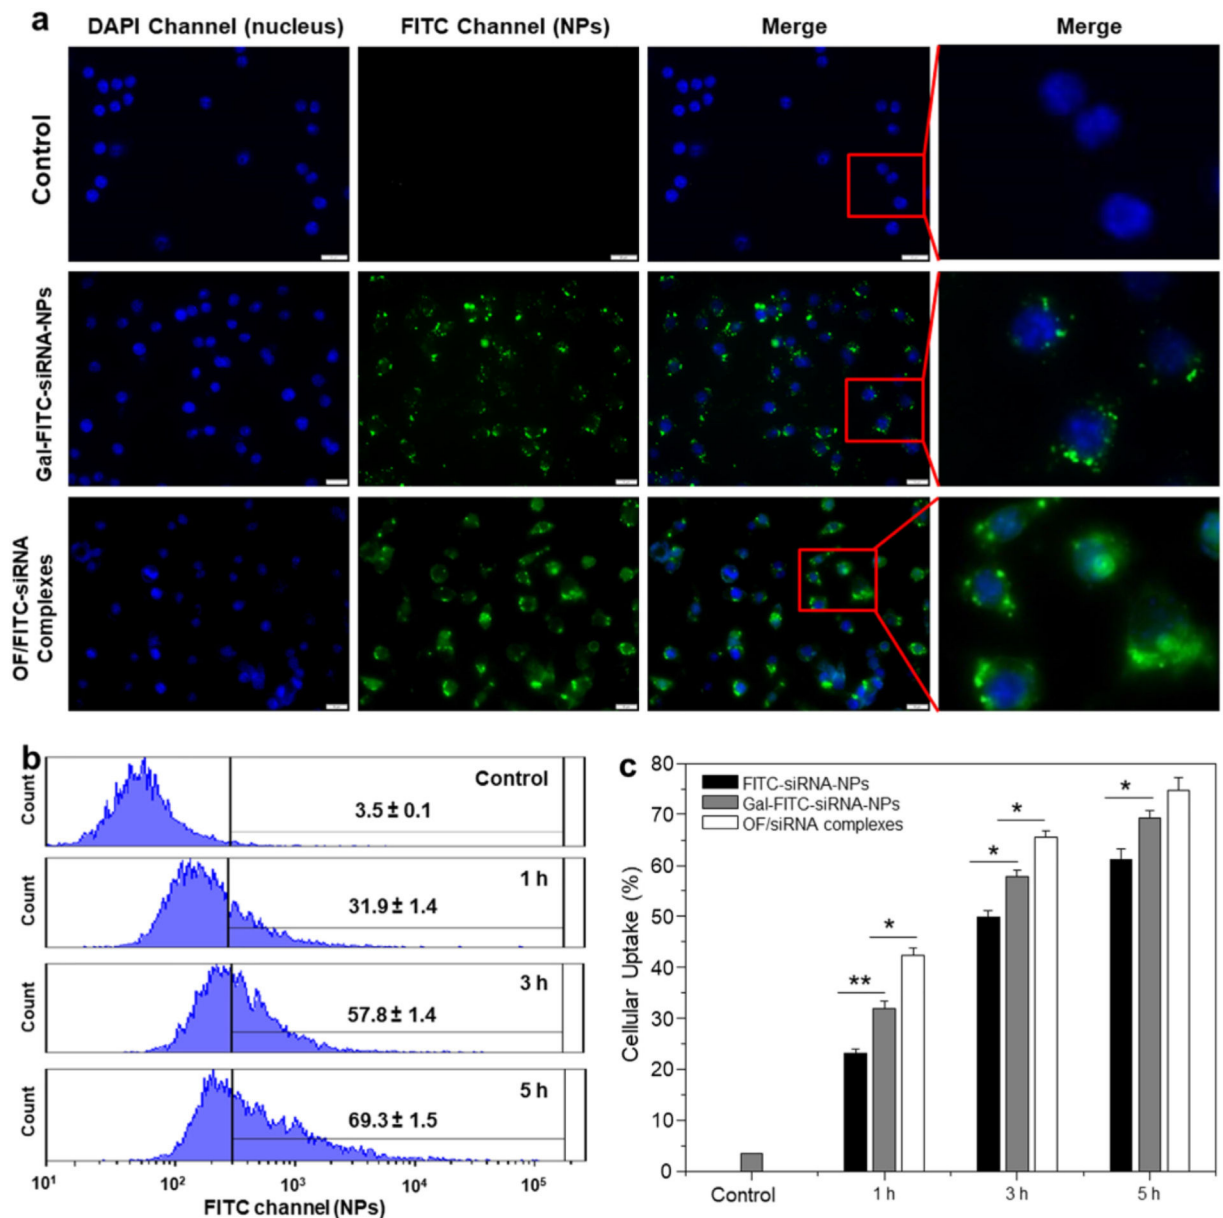 a
DAPI Channel (nucleus) FITC Channel (NPs) Merge Merge
Control
Gal-FITC-siRNA-NPs
OF/FITC-siRNA
Complexes
b
Count
Control
3.5 ± 0.1
Count
1 h
31.9 ± 1.4
Count
3 h
57.8 ± 1.4
Count
5 h
69.3 ± 1.5
10¹ 10² 10³ 10⁴ 10⁵
FITC channel (NPs)
c
Cellular Uptake (%)
80
70
60
50
40
30
20
10
0
FITC-siRNA-NPs
Gal-FITC-siRNA-NPs
OF/siRNA complexes
** *
* *
*
Control 1 h 3 h 5 h